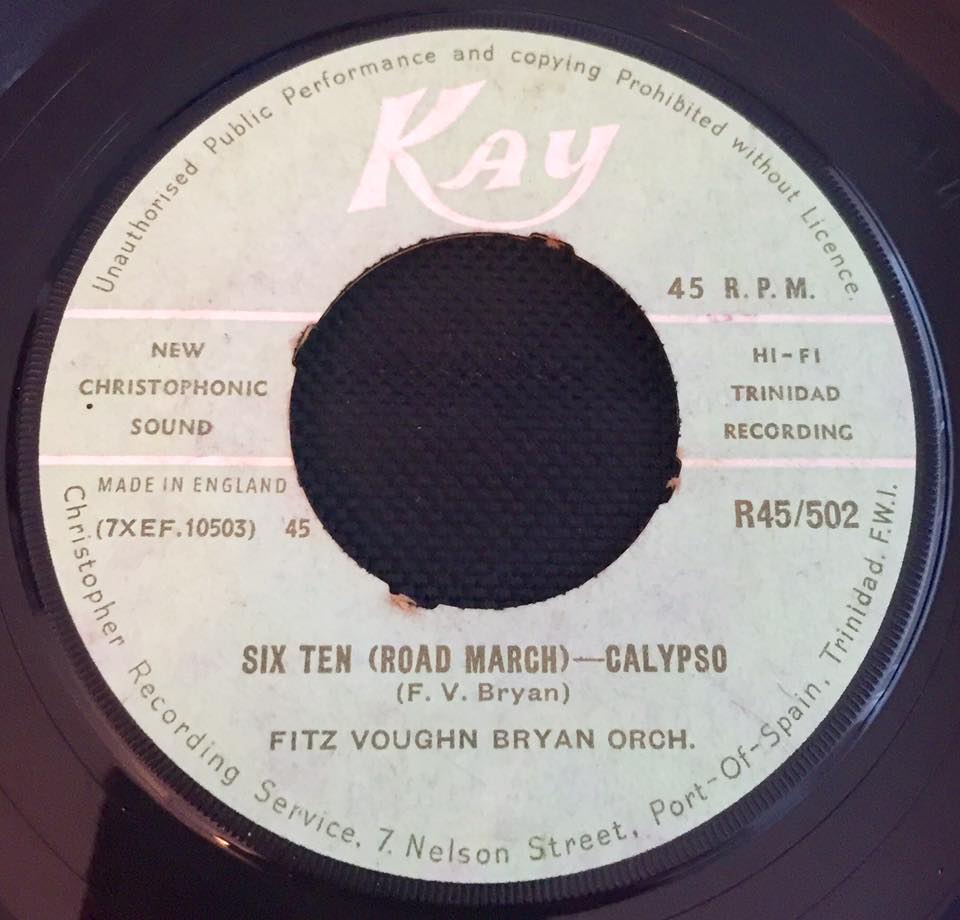 Unauthorised Public Performance and copying Prohibited without Licence.
Kay
45 R.P.M.
NEW
CHRISTOPHONIC
SOUND
HI-FI
TRINIDAD
RECORDING
MADE IN ENGLAND
(7XEF.10503) 45
R45/502
SIX TEN (ROAD MARCH)—CALYPSO
(F. V. Bryan)
FITZ VOUGHN BRYAN ORCH.
Christopher Recording Service, 7. Nelson Street, Port-Of-Spain, Trinidad. F.W.I.